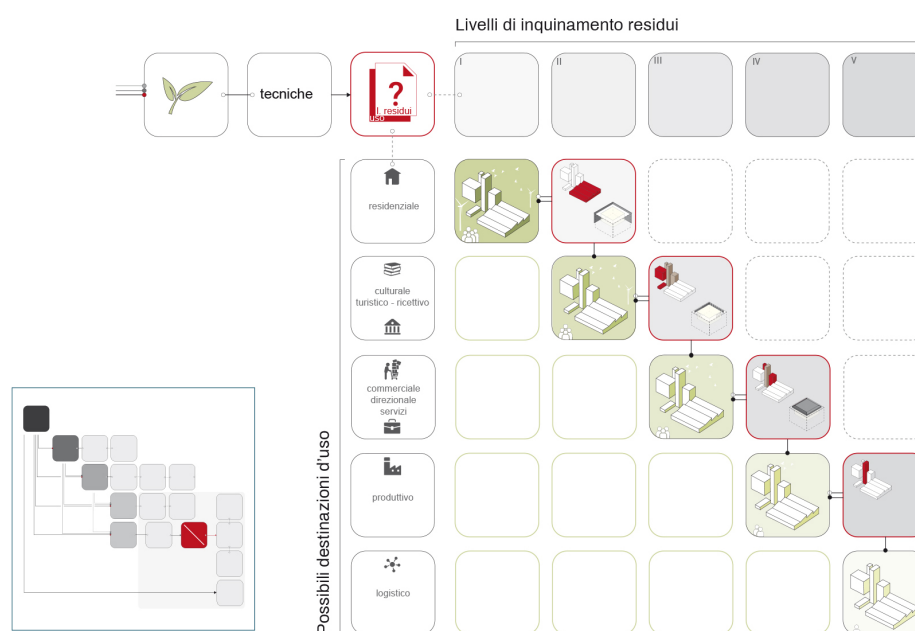 Livelli di inquinamento residui
I
II
III
IV
V
tecniche
?
l. residui
uso
residenziale
culturale
turistico - ricettivo
commerciale
direzionale
servizi
produttivo
logistico
Possibili destinazioni d'uso